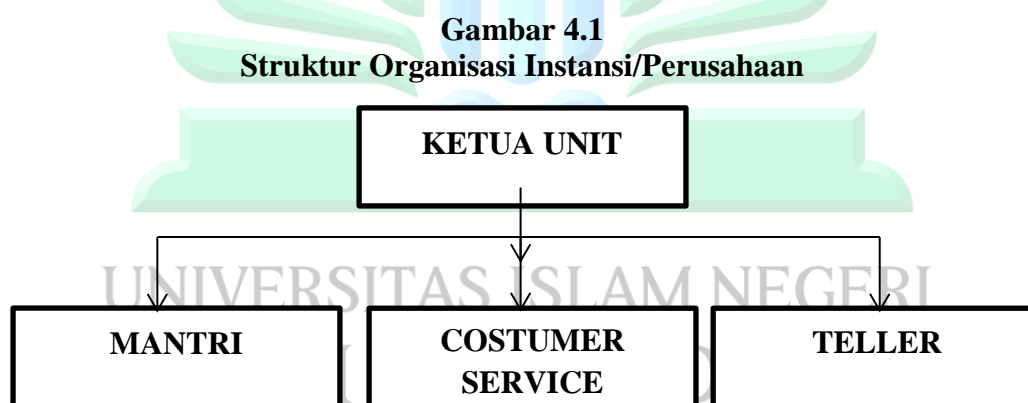 Gambar 4.1
Struktur Organisasi Instansi/Perusahaan
KETUA UNIT
UNIVERSITAS ISLAM NEGERI
MANTRI
COSTUMER
SERVICE
TELLER